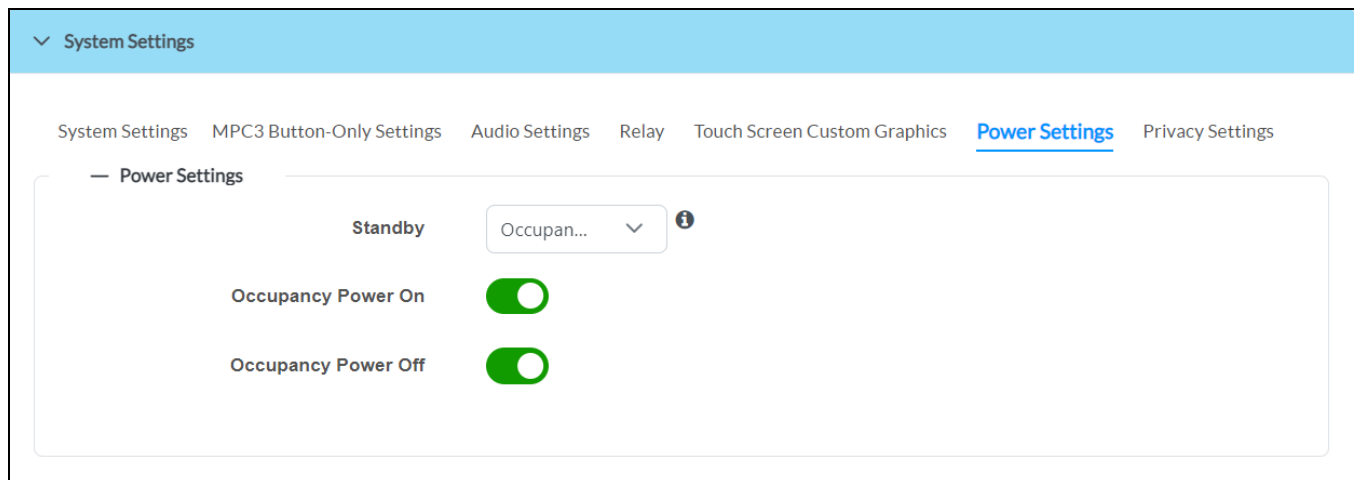 System Settings
System Settings MPC3 Button-Only Settings Audio Settings Relay Touch Screen Custom Graphics Power Settings Privacy Settings
Power Settings
Standby Occupan...
Occupancy Power On
Occupancy Power Off